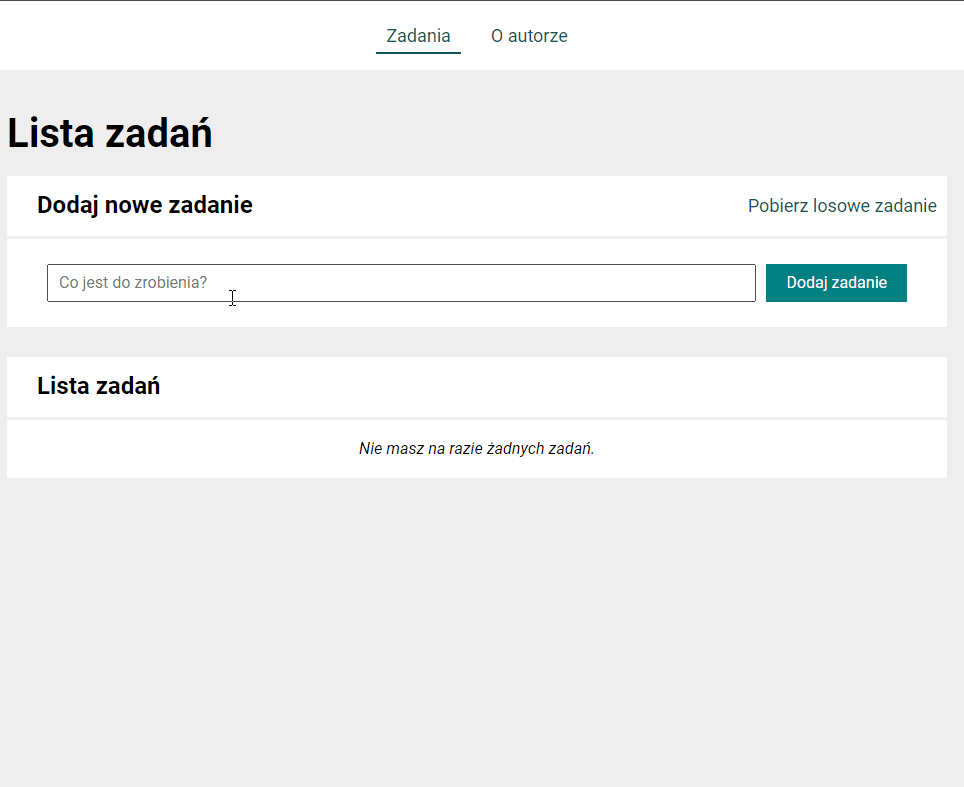 Zadania O autorze
Lista zadań
Dodaj nowe zadanie Pobierz losowe zadanie
Co jest do zrobienia? Dodaj zadanie
Lista zadań
Nie masz na razie żadnych zadań.